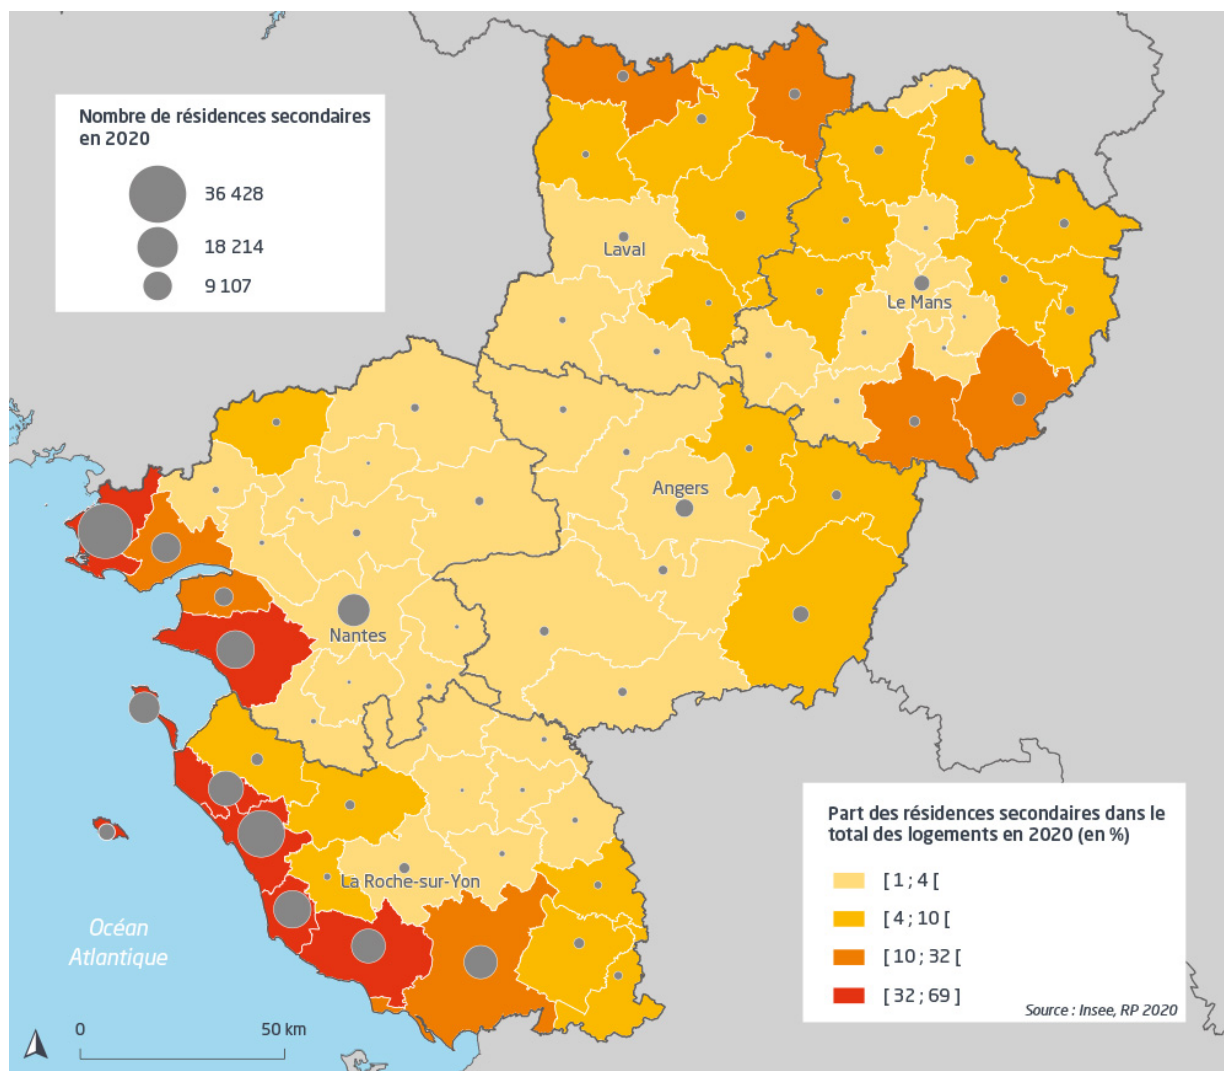 Nombre de résidences secondaires
en 2020
36 428
18 214
9 107
Laval
Le Mans
Angers
Nantes
La Roche-sur-Yon
Océan
Atlantique
Part des résidences secondaires dans le
total des logements en 2020 (en %)
[ 1 ; 4 [
[ 4 ; 10 [
[ 10 ; 32 [
[ 32 ; 69 ]
Source : Insee, RP 2020
0
50 km